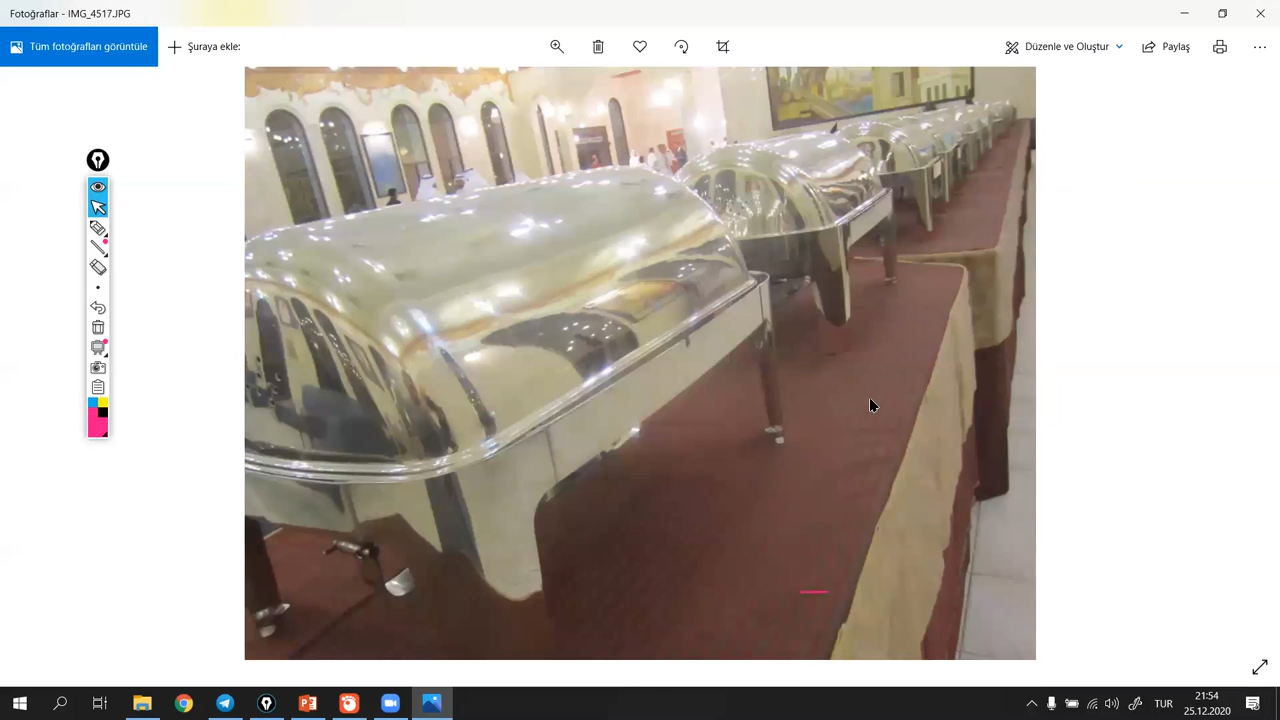 Fotoğraflar - IMG_4517.JPG
Tüm fotoğrafları görüntüle
Şuraya ekle:
Düzenle ve Oluştur
Paylaş
TUR
21:54
25.12.2020